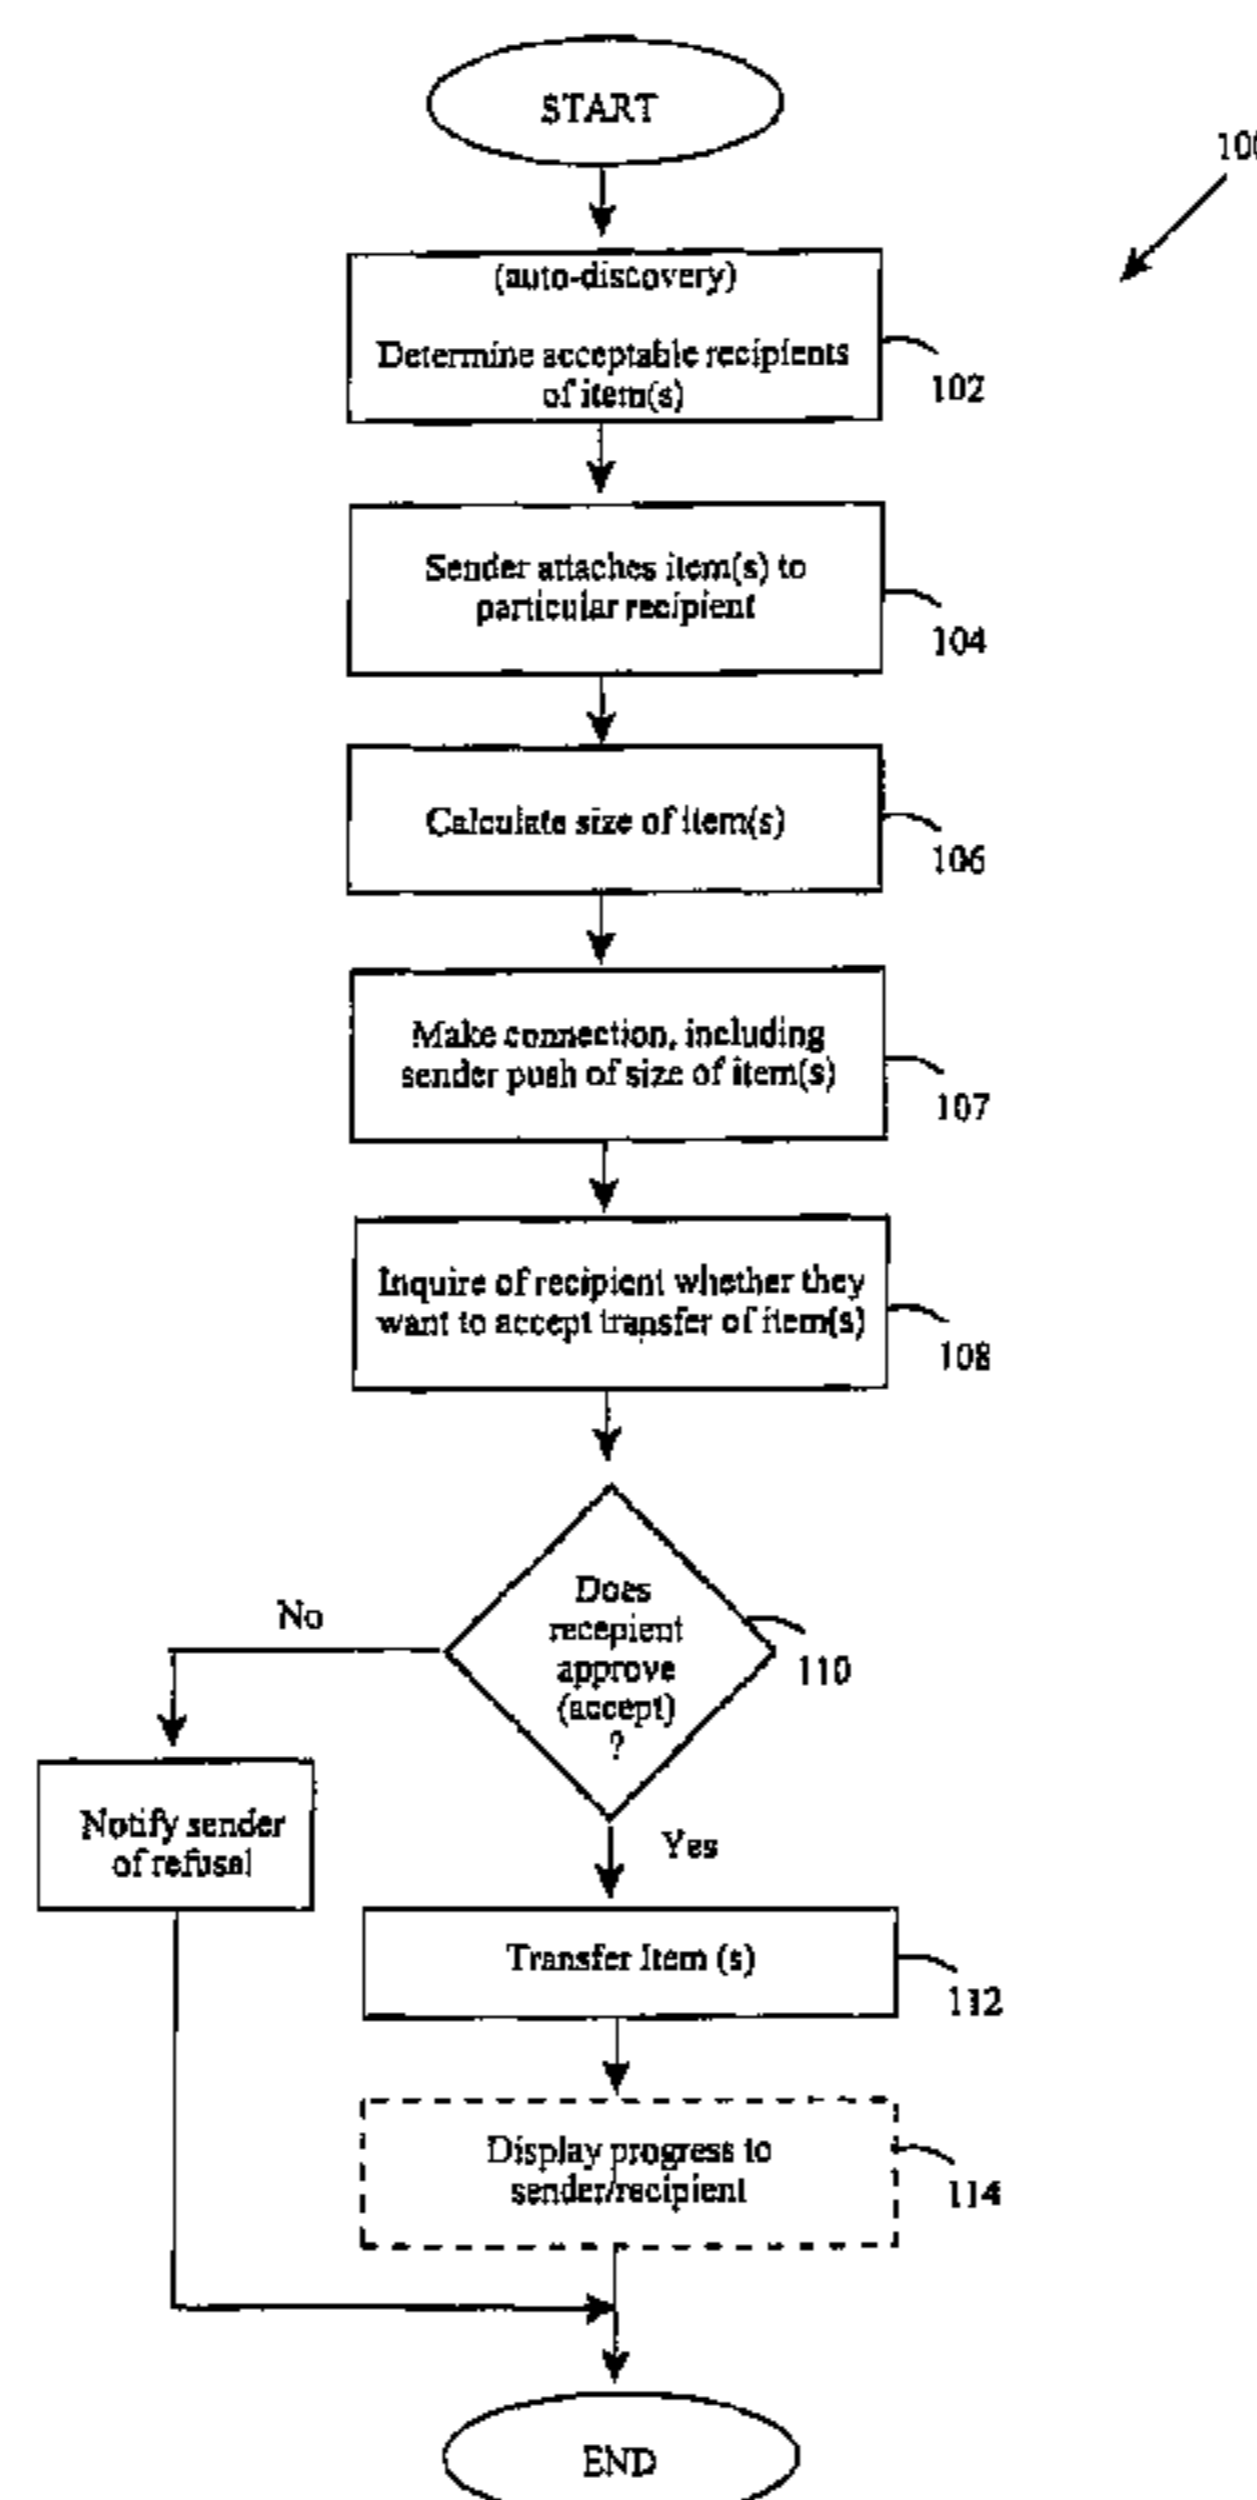 START
100
(auto-discovery)
Determine acceptable recipients
of item(s)
102
Sender attaches item(s) to
particular recipient
104
Calculate size of item(s)
106
Make connection, including
sender push of size of item(s)
107
Inquire of recipient whether they
want to accept transfer of item(s)
108
Does
recepient
approve
(accept)
?
110
No
Notify sender
of refusal
Yes
Transfer Item (s)
112
Display progress to
sender/recipient
114
END